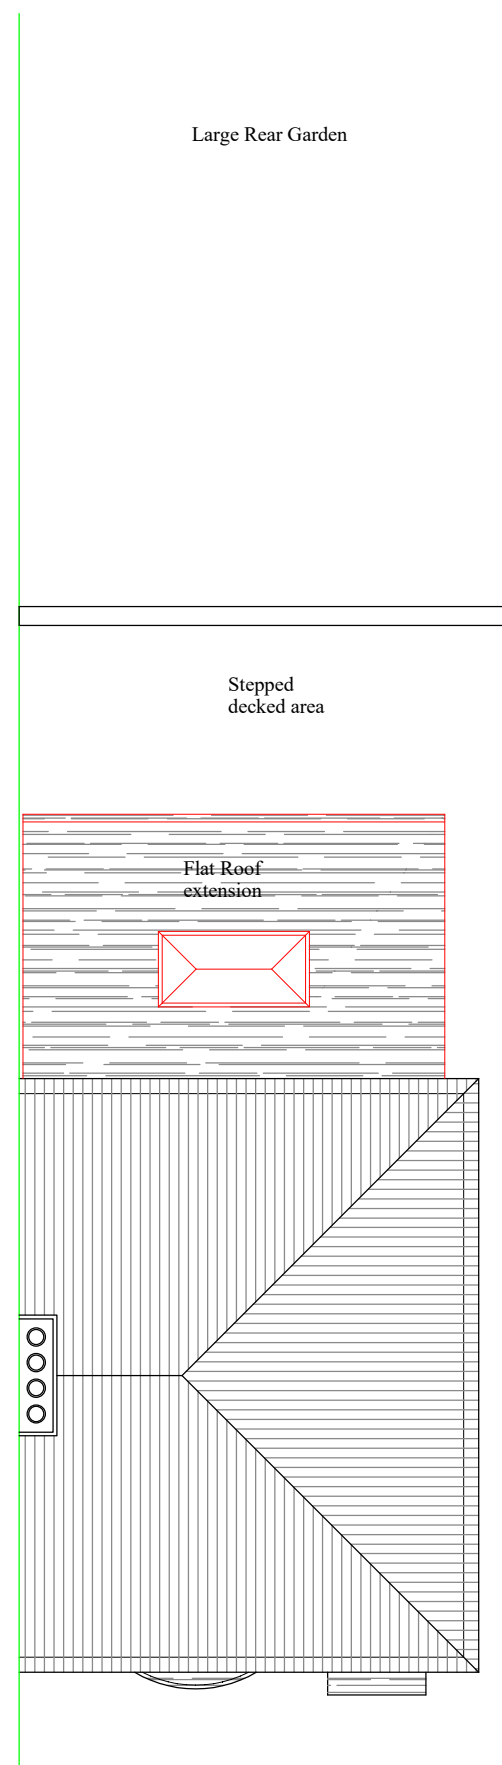 Large Rear Garden
Stepped
decked area
Flat Roof
extension